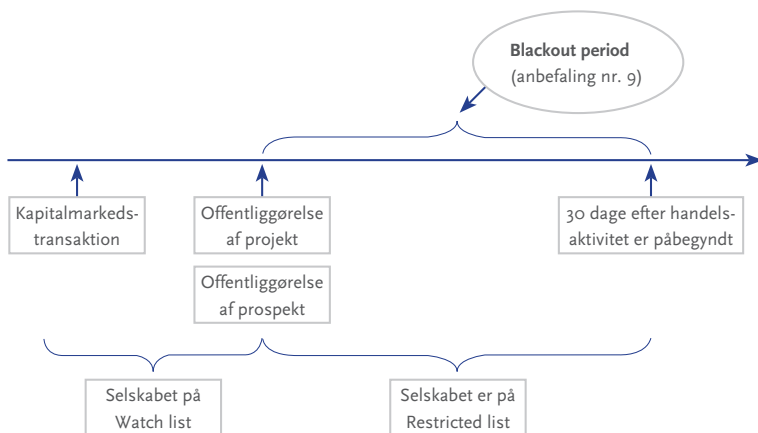 Blackout period
(anbefaling nr. 9)
Kapitalmarkeds-
transaktion
Offentliggørelse
af projekt
30 dage efter handels-
aktivitet er påbegyndt
Offentliggørelse
af prospekt
Selskabet på
Watch list
Selskabet er på
Restricted list